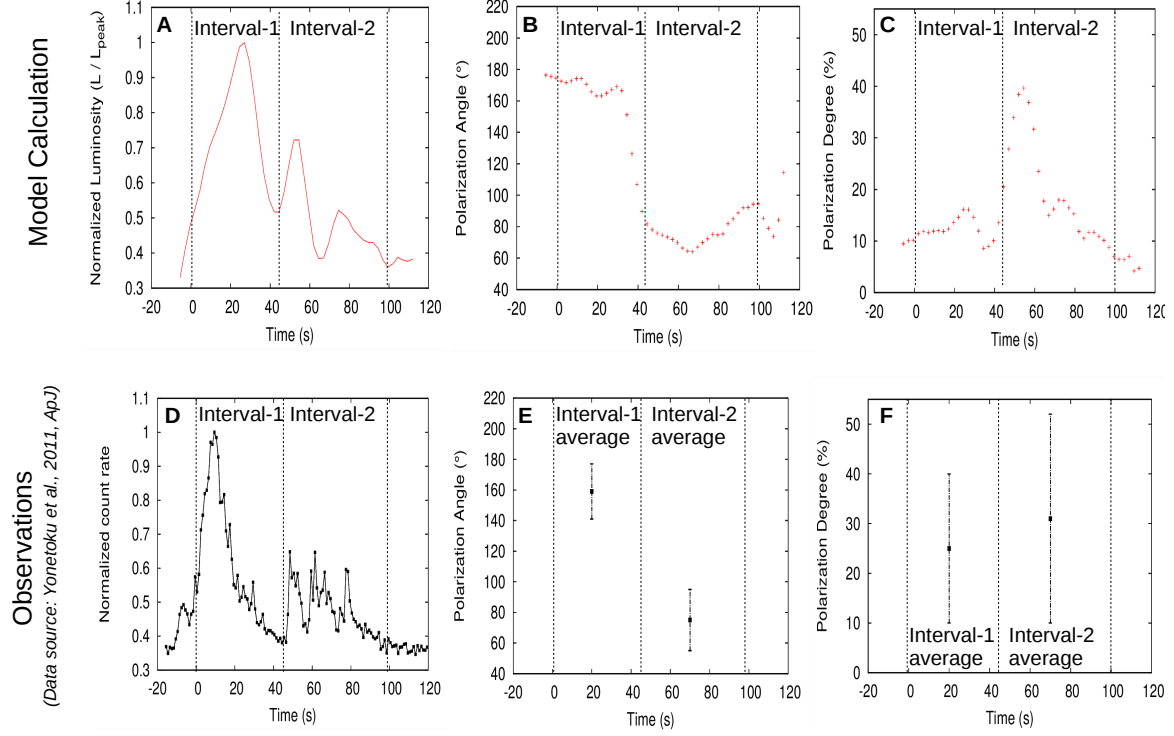 Model Calculation
A
Interval-1
Interval-2
Normalized Luminosity (L / Lpeak)
1.1
1
0.9
0.8
0.7
0.6
0.5
0.4
0.3
-20 0 20 40 60 80 100 120
Time (s)
B
Interval-1
Interval-2
Polarization Angle (°)
220
200
180
160
140
120
100
80
60
40
-20 0 20 40 60 80 100 120
Time (s)
C
Interval-1
Interval-2
Polarization Degree (%)
50
40
30
20
10
0
-20 0 20 40 60 80 100 120
Time (s)
Observations
(Data source: Yonetoku et al., 2011, ApJ)
D
Interval-1
Interval-2
Normalized count rate
1.1
1
0.9
0.8
0.7
0.6
0.5
0.4
0.3
-20 0 20 40 60 80 100 120
Time (s)
E
Interval-1
average
Interval-2
average
Polarization Angle (°)
220
200
180
160
140
120
100
80
60
40
-20 0 20 40 60 80 100 120
Time (s)
F
Interval-1
average
Interval-2
average
Polarization Degree (%)
50
40
30
20
10
0
-20 0 20 40 60 80 100 120
Time (s)